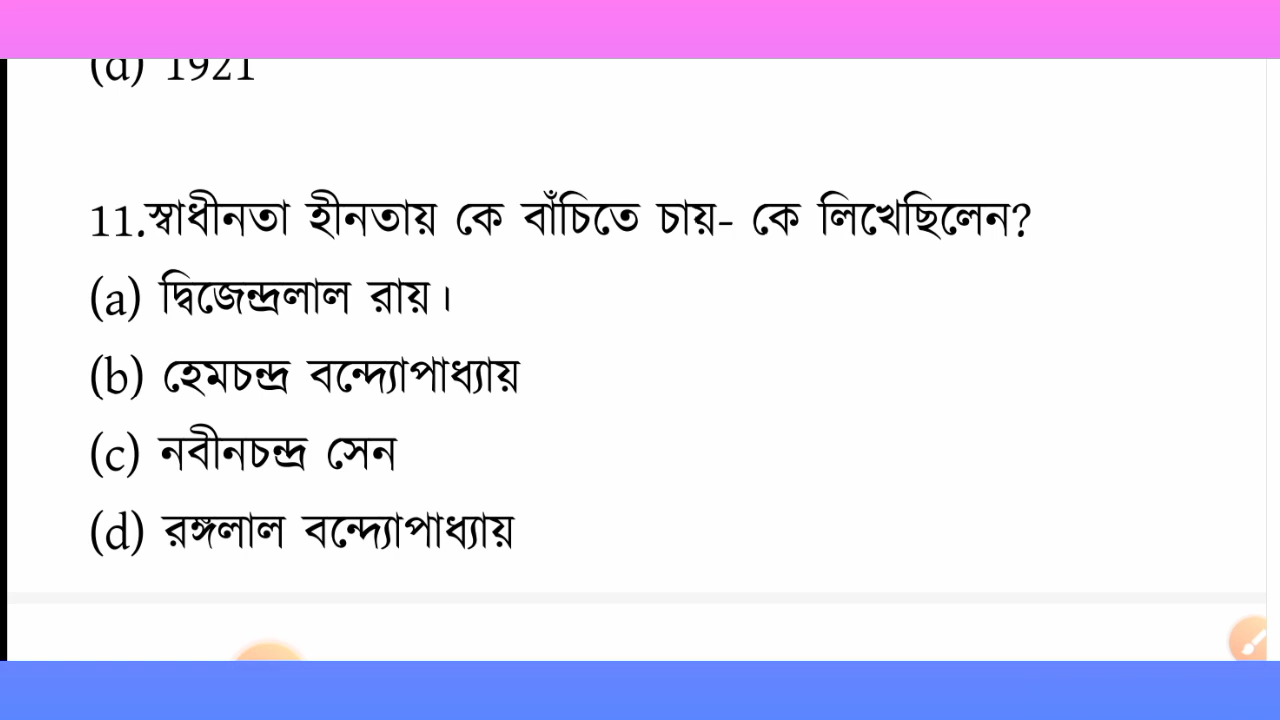 (d) 1921
11.স্বাধীনতা হীনতায় কে বাঁচিতে চায়- কে লিখেছিলেন?
(a) দ্বিজেন্দ্রলাল রায়।
(b) হেমচন্দ্র বন্দ্যোপাধ্যায়
(c) নবীনচন্দ্র সেন
(d) রঙ্গলাল বন্দ্যোপাধ্যায়